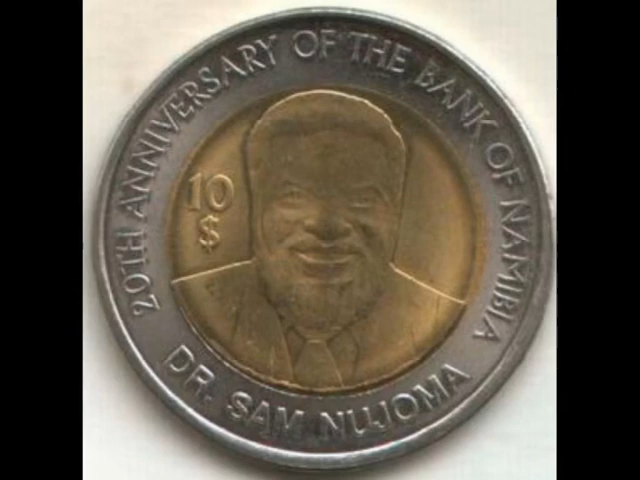 20TH ANNIVERSARY OF THE BANK OF NAMIBIA
10
$
DR. SAM NUJOMA